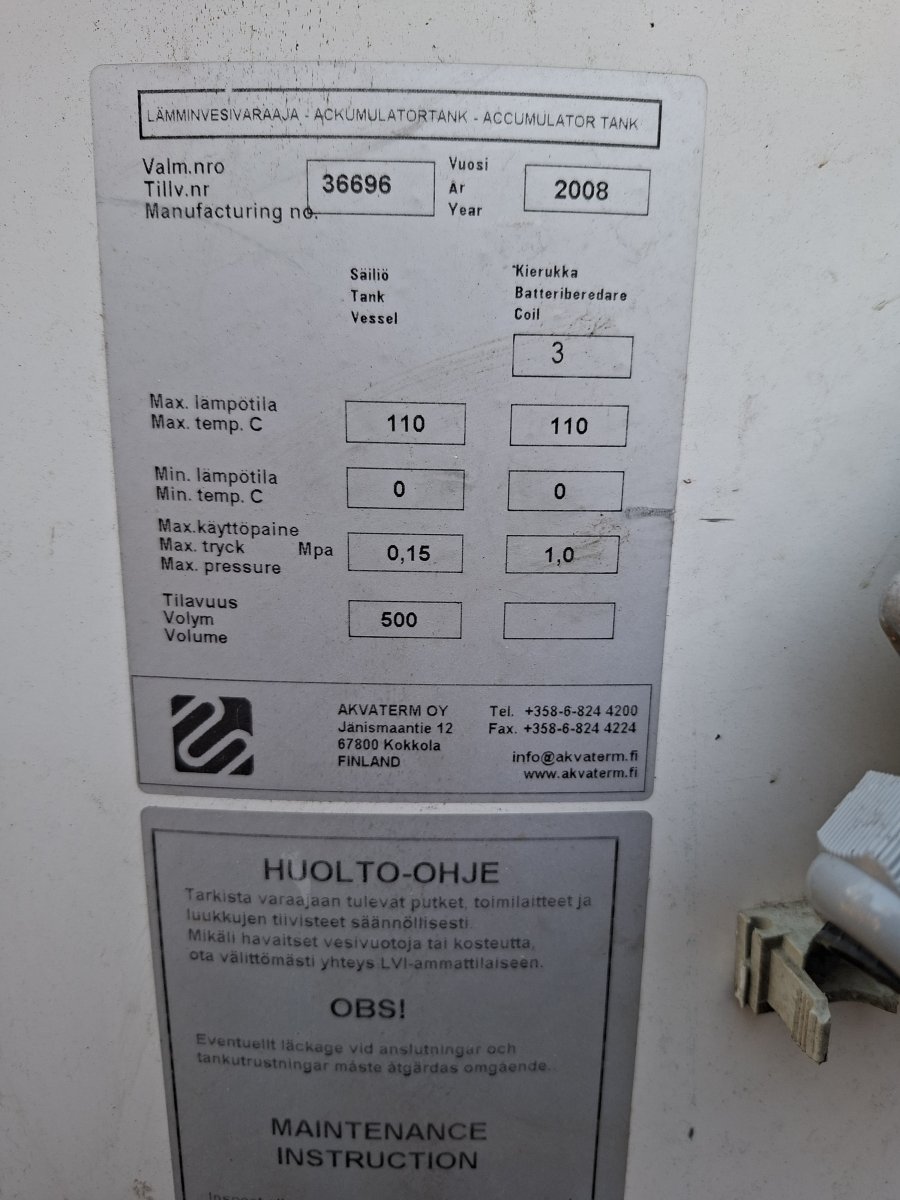 LÄMMINVESIVARAAJA - ACKUMULATORTANK - ACCUMULATOR TANK
Valm.nro
Tillv.nr
Manufacturing no.
36696
Vuosi
År
Year
2008
Säiliö
Tank
Vessel
Kierukka
Batteriberedare
Coil
3
Max. lämpötila
Max. temp. C
110
110
Min. lämpötila
Min. temp. C
0
0
Max.käyttöpaine
Max. tryck Mpa
Max. pressure
0,15
1,0
Tilavuus
Volym
Volume
500
AKVATERM OY
Jänismaantie 12
67800 Kokkola
FINLAND
Tel. +358-6-824 4200
Fax. +358-6-824 4224
info@akvaterm.fi
www.akvaterm.fi
HUOLTO-OHJE
Tarkista varaajaan tulevat putket, toimilaitteet ja
luukkujen tiivisteet säännöllisesti.
Mikäli havaitset vesivuotoja tai kosteutta,
ota välittömästi yhteys LVI-ammattilaiseen.
OBS!
Eventuellt läckage vid anslutningar och
tankutrustningar måste åtgärdas omgående..
MAINTENANCE
INSTRUCTION